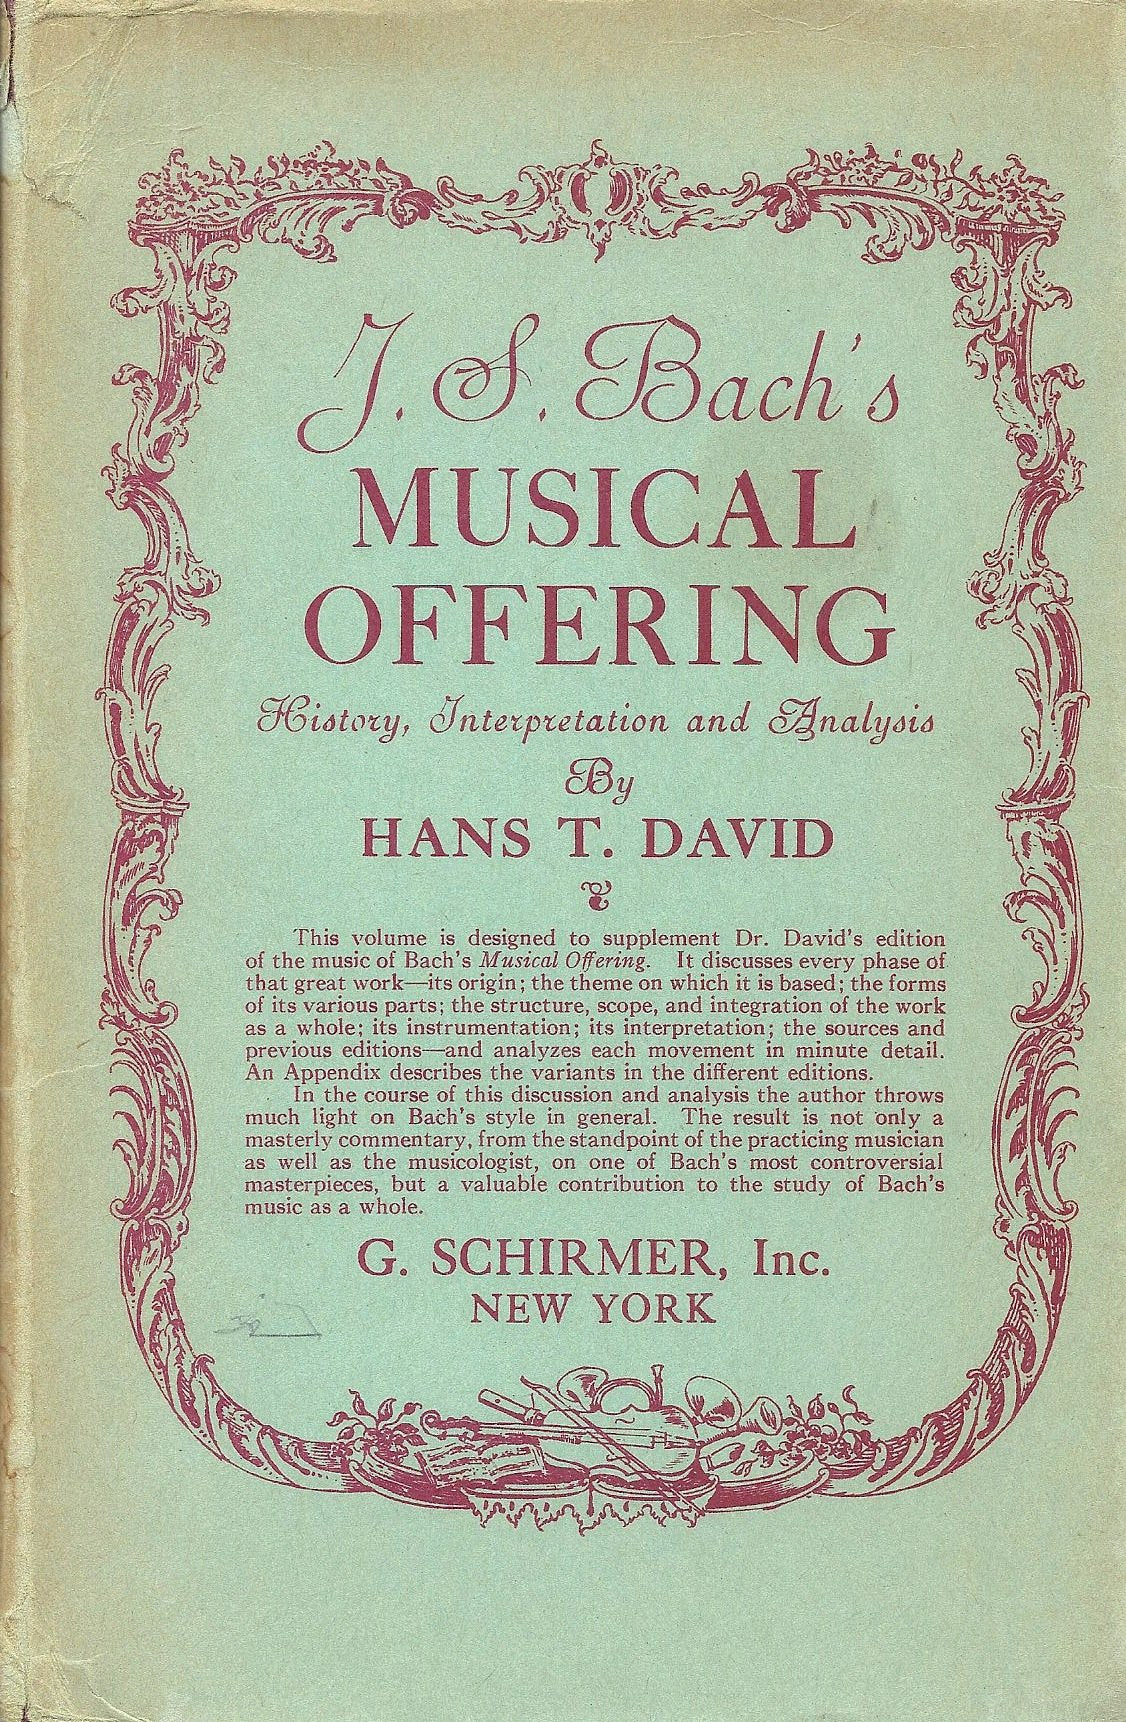 J. S. Bach's
MUSICAL
OFFERING
History, Interpretation and Analysis
By
HANS T. DAVID
This volume is designed to supplement Dr. David's edition
of the music of Bach's Musical Offering. It discusses every phase of
that great work—its origin; the theme on which it is based; the forms
of its various parts; the structure, scope, and integration of the work
as a whole; its instrumentation; its interpretation; the sources and
previous editions—and analyzes each movement in minute detail.
An Appendix describes the variants in the different editions.
In the course of this discussion and analysis the author throws
much light on Bach's style in general. The result is not only a
masterly commentary, from the standpoint of the practicing musician
as well as the musicologist, on one of Bach's most controversial
masterpieces, but a valuable contribution to the study of Bach's
music as a whole.
G. SCHIRMER, Inc.
NEW YORK